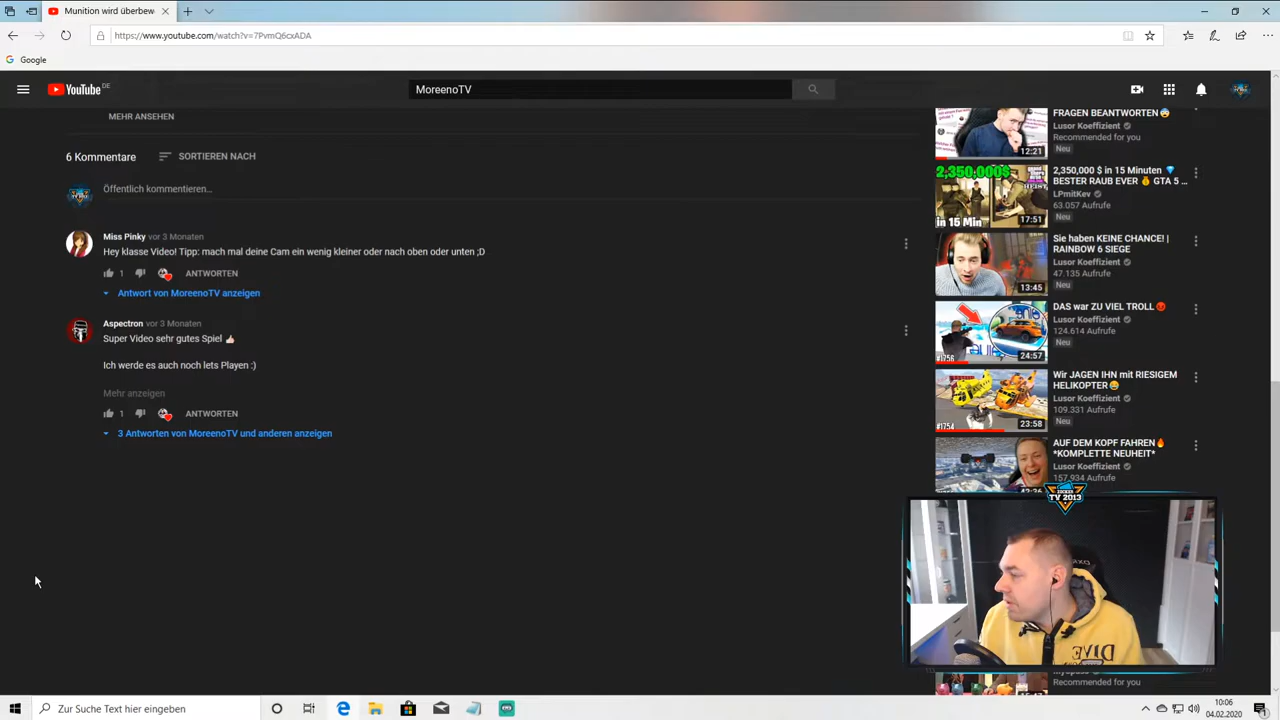 Munition wird überbew
https://www.youtube.com/watch?v=7PvmQ6cxADA
Google
YouTube DE
MoreenoTV
MEHR ANSEHEN
6 Kommentare
SORTIEREN NACH
Öffentlich kommentieren...
Miss Pinky vor 3 Monaten
Hey klasse Video! Tipp: mach mal deine Cam ein wenig kleiner oder nach oben oder unten ;D
1
ANTWORTEN
Antwort von MoreenoTV anzeigen
Aspectron vor 3 Monaten
Super Video sehr gutes Spiel 👍🏻
Ich werde es auch noch lets Playen :)
Mehr anzeigen
1
ANTWORTEN
3 Antworten von MoreenoTV und anderen anzeigen
12:21
FRAGEN BEANTWORTEN😨
Lusor Koeffizient
Recommended for you
Neu
2,350,000$
in 15 Min
17:51
2,350,000 $ in 15 Minuten 💎
BESTER RAUB EVER 💰 GTA 5 ...
LPmitKev
63.057 Aufrufe
Neu
13:45
Sie haben KEINE CHANCE! |
RAINBOW 6 SIEGE
Lusor Koeffizient
47.135 Aufrufe
Neu
#1756
24:57
DAS war ZU VIEL TROLL😡
Lusor Koeffizient
124.614 Aufrufe
Neu
#1754
23:58
Wir JAGEN IHN mit RIESIGEM
HELIKOPTER😂
Lusor Koeffizient
109.331 Aufrufe
Neu
AUF DEM KOPF FAHREN🔥
*KOMPLETTE NEUHEIT*
Lusor Koeffizient
157.934 Aufrufe
ZOCKER
TV 2013
DIVE
Recommended for you
Zur Suche Text hier eingeben
10:06
04.02.2020
1